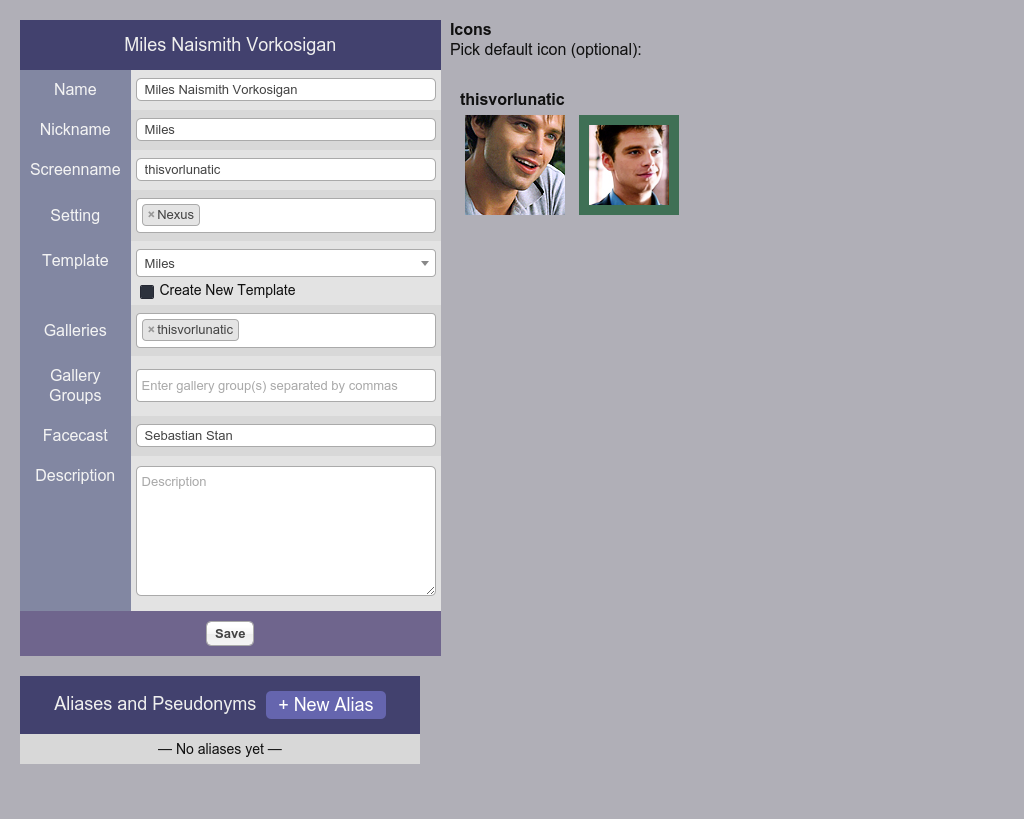 Miles Naismith Vorkosigan
Name
Miles Naismith Vorkosigan
Nickname
Miles
Screenname
thisvorlunatic
Setting
× Nexus
Template
Miles
Create New Template
Galleries
× thisvorlunatic
Gallery
Groups
Enter gallery group(s) separated by commas
Facecast
Sebastian Stan
Description
Description
Save
Aliases and Pseudonyms
+ New Alias
— No aliases yet —
Icons
Pick default icon (optional):
thisvorlunatic